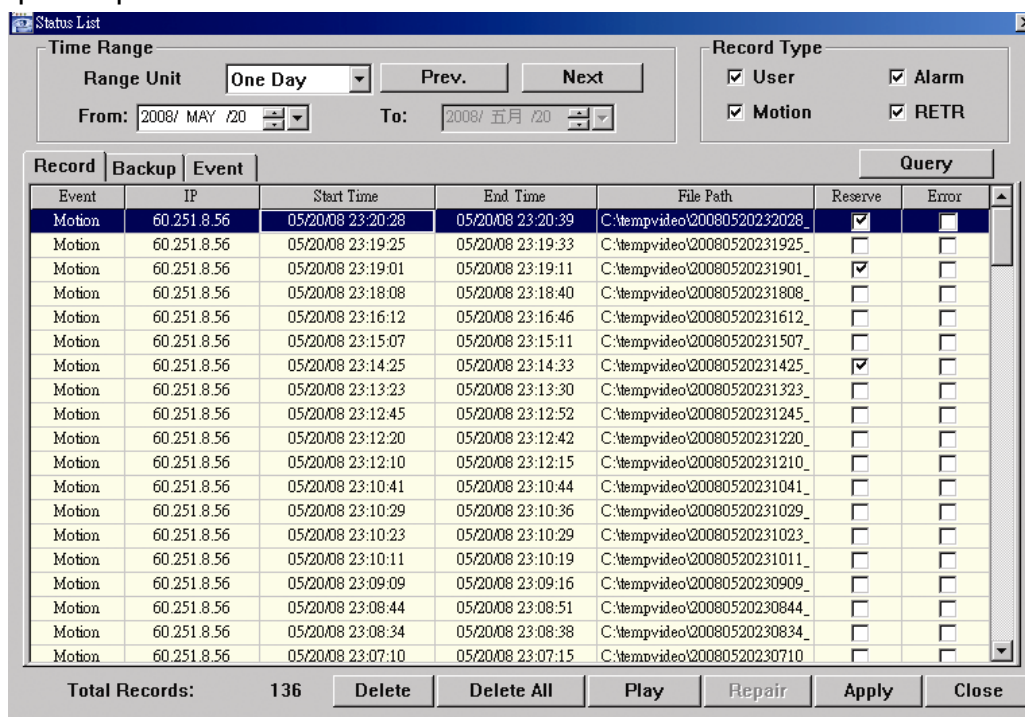 Status List
Time Range
Record Type
Range Unit One Day Prev. Next
User Alarm
From: 2008/ MAY /20 To: 2008/ 五月 /20
Motion RETR
Record Backup Event Query
Event IP Start Time End Time File Path Reserve Error
Motion 60.251.8.56 05/20/08 23:20:28 05/20/08 23:20:39 C:\tempvideo\20080520232028_
Motion 60.251.8.56 05/20/08 23:19:25 05/20/08 23:19:33 C:\tempvideo\20080520231925_
Motion 60.251.8.56 05/20/08 23:19:01 05/20/08 23:19:11 C:\tempvideo\20080520231901_
Motion 60.251.8.56 05/20/08 23:18:08 05/20/08 23:18:40 C:\tempvideo\20080520231808_
Motion 60.251.8.56 05/20/08 23:16:12 05/20/08 23:16:46 C:\tempvideo\20080520231612_
Motion 60.251.8.56 05/20/08 23:15:07 05/20/08 23:15:11 C:\tempvideo\20080520231507_
Motion 60.251.8.56 05/20/08 23:14:25 05/20/08 23:14:33 C:\tempvideo\20080520231425_
Motion 60.251.8.56 05/20/08 23:13:23 05/20/08 23:13:30 C:\tempvideo\20080520231323_
Motion 60.251.8.56 05/20/08 23:12:45 05/20/08 23:12:52 C:\tempvideo\20080520231245_
Motion 60.251.8.56 05/20/08 23:12:20 05/20/08 23:12:42 C:\tempvideo\20080520231220_
Motion 60.251.8.56 05/20/08 23:12:10 05/20/08 23:12:15 C:\tempvideo\20080520231210_
Motion 60.251.8.56 05/20/08 23:10:41 05/20/08 23:10:44 C:\tempvideo\20080520231041_
Motion 60.251.8.56 05/20/08 23:10:29 05/20/08 23:10:36 C:\tempvideo\20080520231029_
Motion 60.251.8.56 05/20/08 23:10:23 05/20/08 23:10:29 C:\tempvideo\20080520231023_
Motion 60.251.8.56 05/20/08 23:10:11 05/20/08 23:10:19 C:\tempvideo\20080520231011_
Motion 60.251.8.56 05/20/08 23:09:09 05/20/08 23:09:16 C:\tempvideo\20080520230909_
Motion 60.251.8.56 05/20/08 23:08:44 05/20/08 23:08:51 C:\tempvideo\20080520230844_
Motion 60.251.8.56 05/20/08 23:08:34 05/20/08 23:08:38 C:\tempvideo\20080520230834_
Motion 60.251.8.56 05/20/08 23:07:10 05/20/08 23:07:15 C:\tempvideo\20080520230710
Total Records: 136 Delete Delete All Play Repair Apply Close